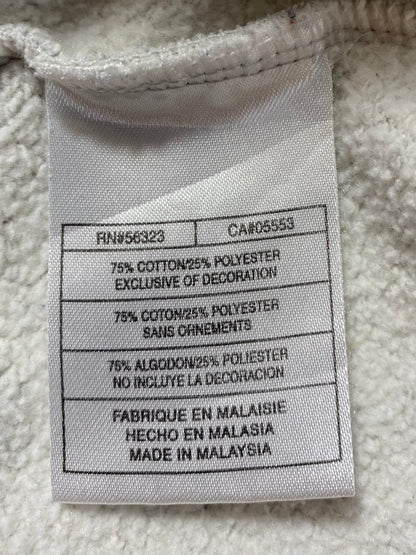 RN#56323 CA#05553
75% COTTON/25% POLYESTER
EXCLUSIVE OF DECORATION
75% COTON/25% POLYESTER
SANS ORNEMENTS
75% ALGODON/25% POLIESTER
NO INCLUYE LA DECORACION
FABRIQUE EN MALAISIE
HECHO EN MALASIA
MADE IN MALAYSIA